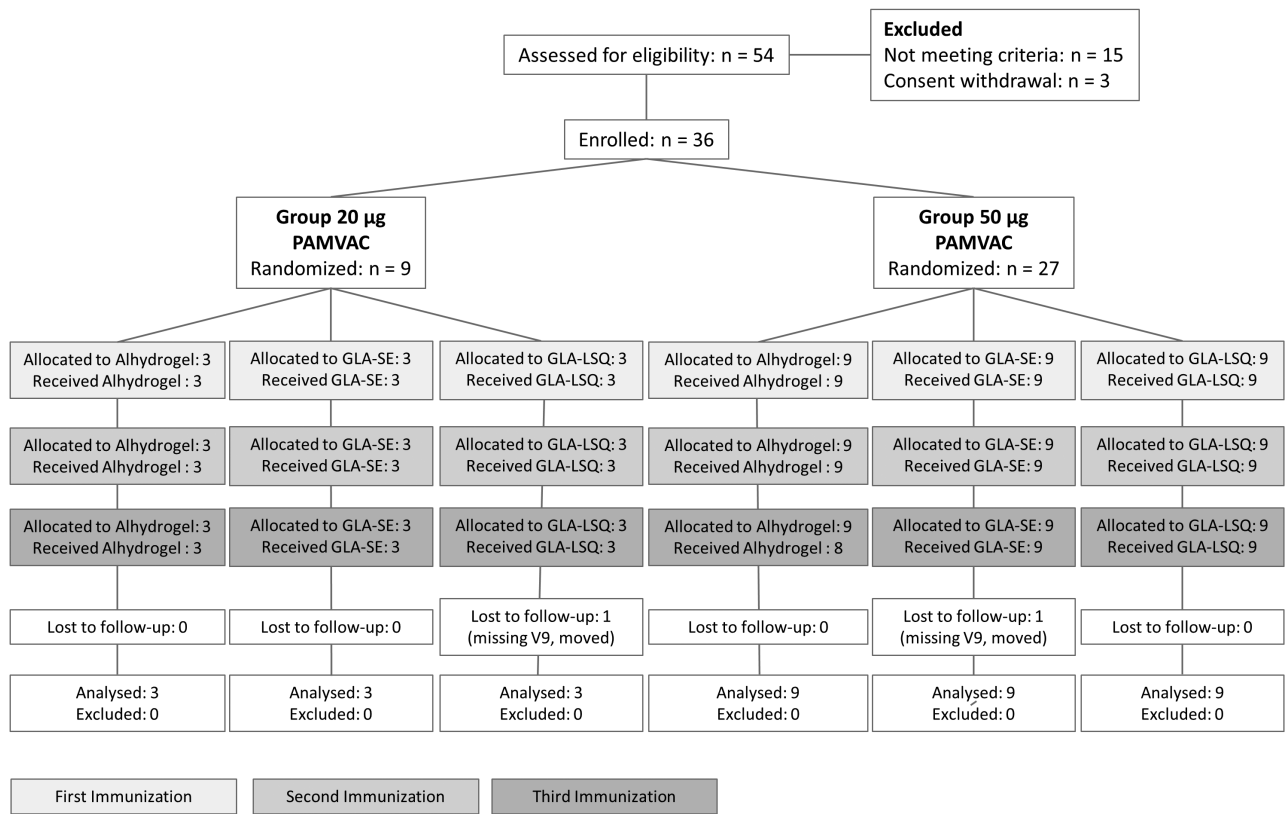 Assessed for eligibility: n = 54
Excluded
Not meeting criteria: n = 15
Consent withdrawal: n = 3
Enrolled: n = 36
Group 20 µg
PAMVAC
Randomized: n = 9
Group 50 µg
PAMVAC
Randomized: n = 27
Allocated to Alhydrogel: 3
Received Alhydrogel : 3
Allocated to GLA-SE: 3
Received GLA-SE: 3
Allocated to GLA-LSQ: 3
Received GLA-LSQ: 3
Allocated to Alhydrogel: 9
Received Alhydrogel : 9
Allocated to GLA-SE: 9
Received GLA-SE: 9
Allocated to GLA-LSQ: 9
Received GLA-LSQ: 9
Allocated to Alhydrogel: 3
Received Alhydrogel : 3
Allocated to GLA-SE: 3
Received GLA-SE: 3
Allocated to GLA-LSQ: 3
Received GLA-LSQ: 3
Allocated to Alhydrogel: 9
Received Alhydrogel : 9
Allocated to GLA-SE: 9
Received GLA-SE: 9
Allocated to GLA-LSQ: 9
Received GLA-LSQ: 9
Allocated to Alhydrogel: 3
Received Alhydrogel : 3
Allocated to GLA-SE: 3
Received GLA-SE: 3
Allocated to GLA-LSQ: 3
Received GLA-LSQ: 3
Allocated to Alhydrogel: 9
Received Alhydrogel : 8
Allocated to GLA-SE: 9
Received GLA-SE: 9
Allocated to GLA-LSQ: 9
Received GLA-LSQ: 9
Lost to follow-up: 0
Lost to follow-up: 0
Lost to follow-up: 1
(missing V9, moved)
Lost to follow-up: 0
Lost to follow-up: 1
(missing V9, moved)
Lost to follow-up: 0
Analysed: 3
Excluded: 0
Analysed: 3
Excluded: 0
Analysed: 3
Excluded: 0
Analysed: 9
Excluded: 0
Analysed: 9
Excluded: 0
Analysed: 9
Excluded: 0
First Immunization
Second Immunization
Third Immunization